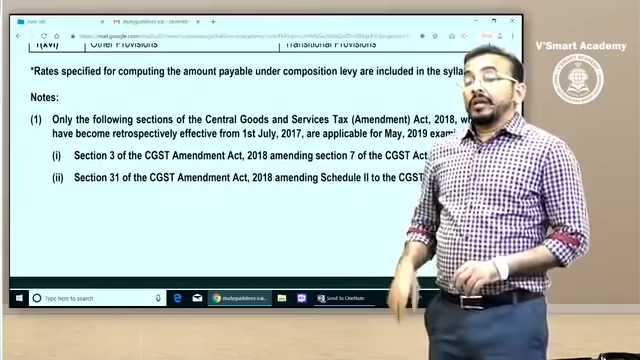 V'Smart Academy
I(xvi) Other Provisions Transitional Provisions
*Rates specified for computing the amount payable under composition levy are included in the
Notes:
(1) Only the following sections of the Central Goods and Services Tax (Amendment) Act, 2018,
have become retrospectively effective from 1st July, 2017, are applicable for May, 2019
(i) Section 3 of the CGST Amendment Act, 2018 amending section 7 of the CGST Act,
(ii) Section 31 of the CGST Amendment Act, 2018 amending Schedule II to the CGST
Type here to search
Send To OneNote